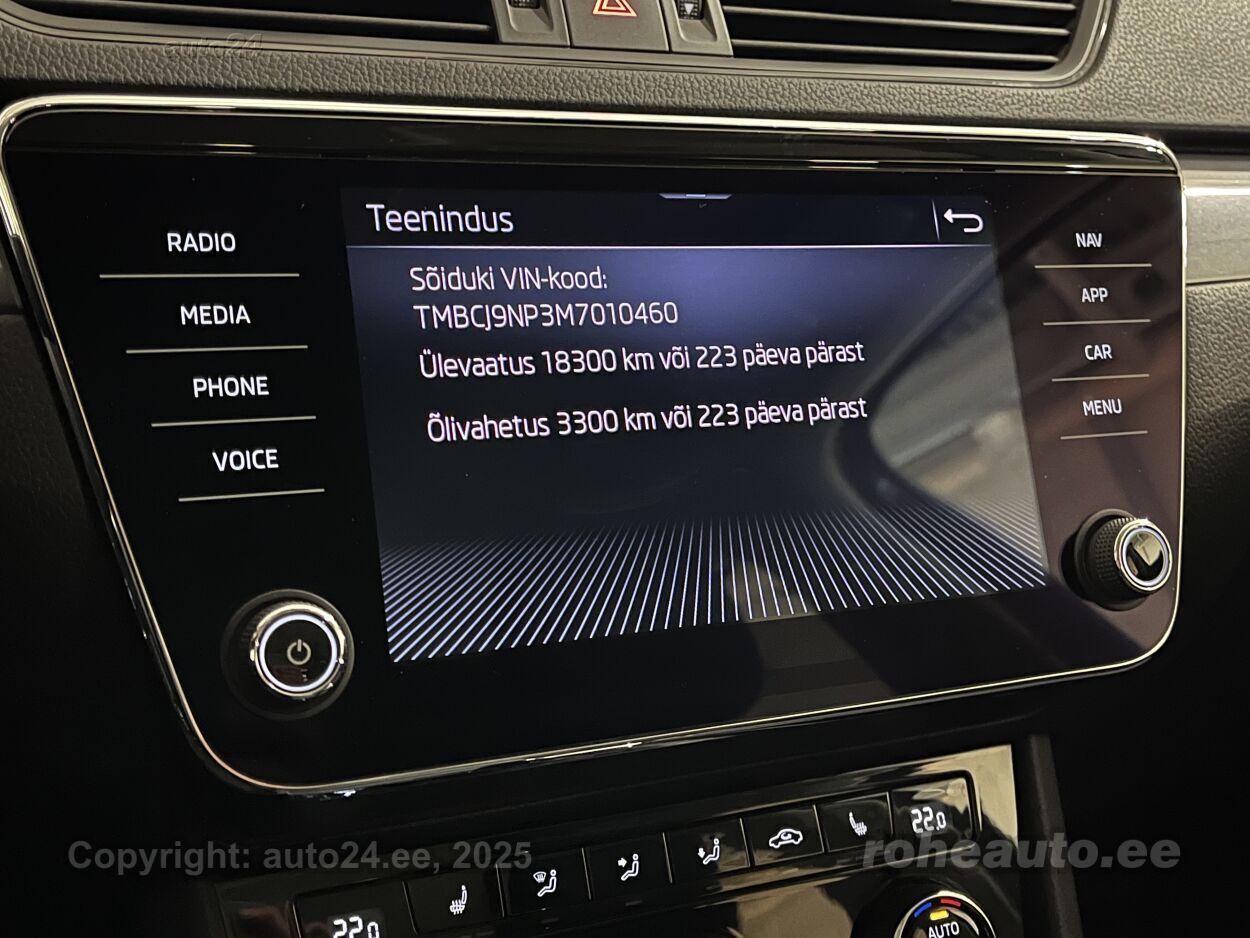 auto24
Teenindus
RADIO
MEDIA
PHONE
VOICE
Sõiduki VIN-kood:
TMBCJ9NP3M7010460
Ülevaatus 18300 km või 223 päeva pärast
Õlivahetus 3300 km või 223 päeva pärast
NAV
APP
CAR
MENU
Copyright: auto24.ee, 2025
roheauto.ee
22.0
22.0
AUTO